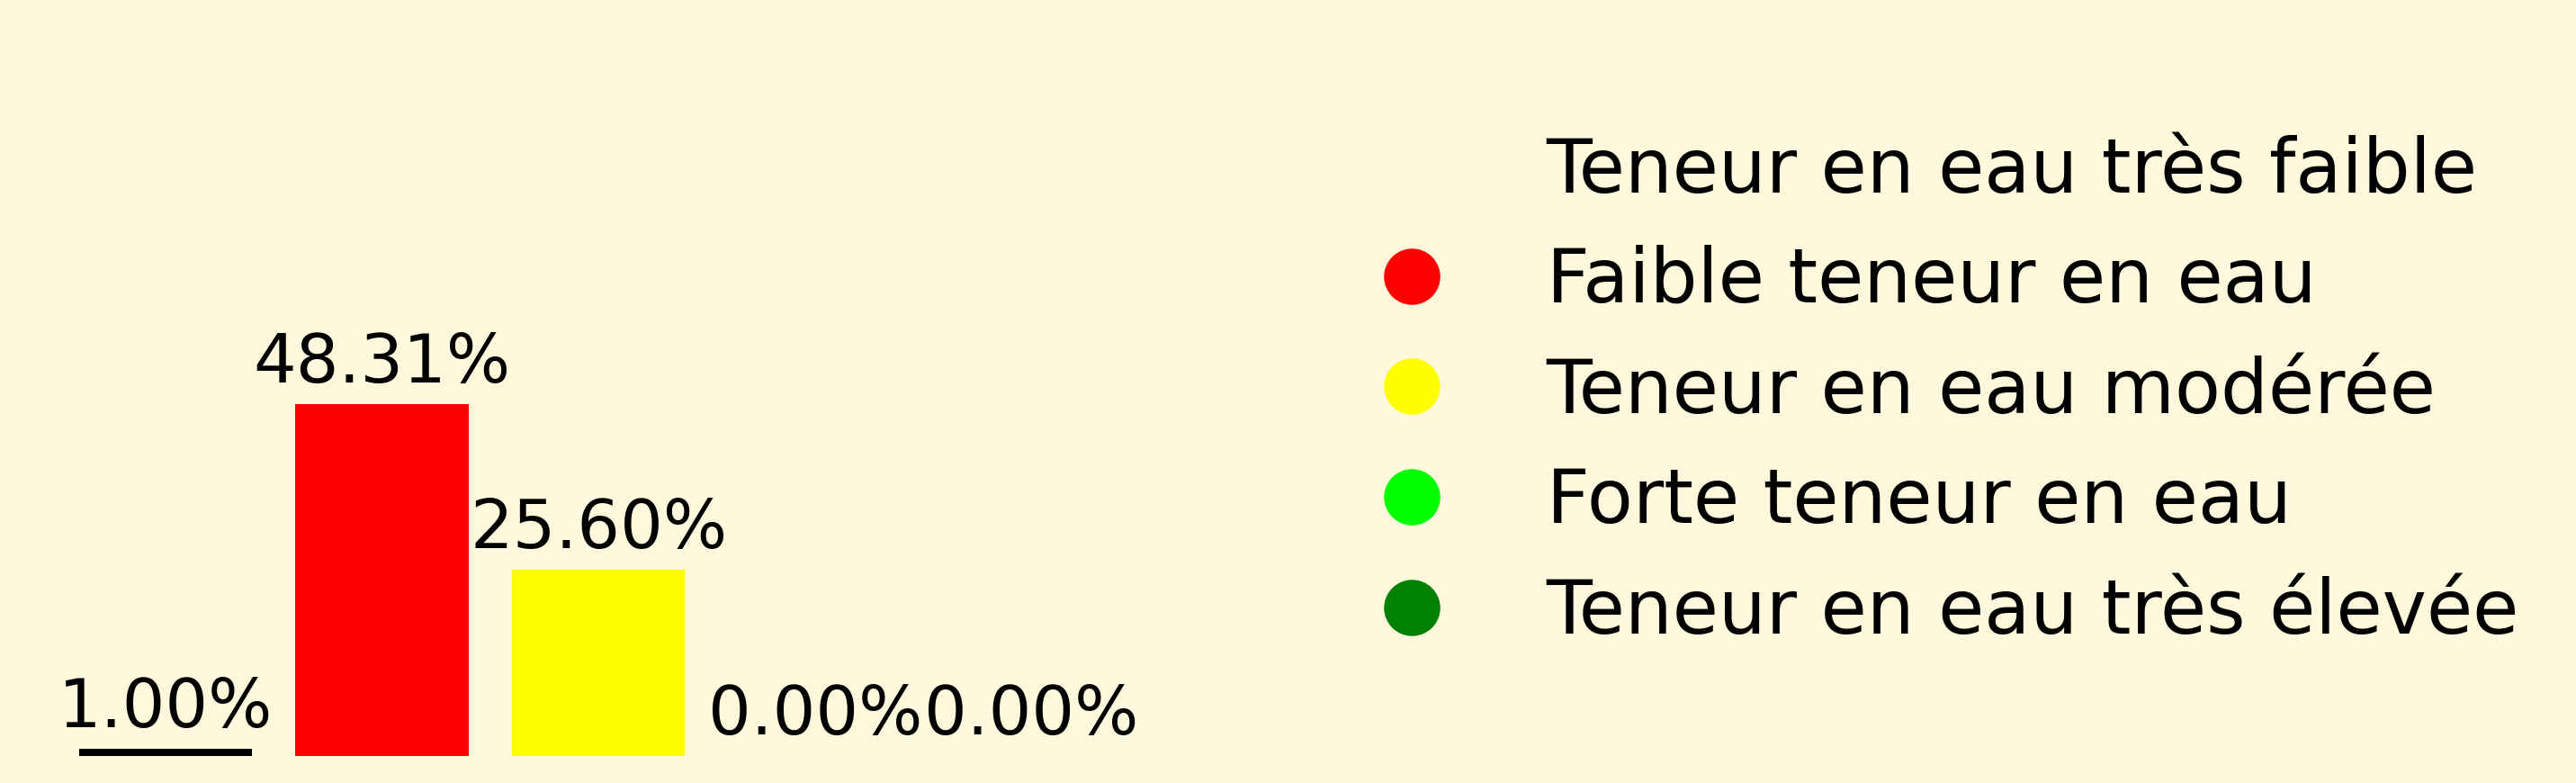 48.31%
25.60%
1.00%
0.00%
0.00%
Teneur en eau très faible
Faible teneur en eau
Teneur en eau modérée
Forte teneur en eau
Teneur en eau très élevée